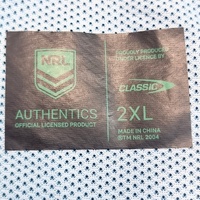 NRL
AUTHENTICS
OFFICIAL LICENSED PRODUCT
PROUDLY PRODUCED
UNDER LICENCE BY
CLASSIC
2XL
MADE IN CHINA
©TM NRL 2004